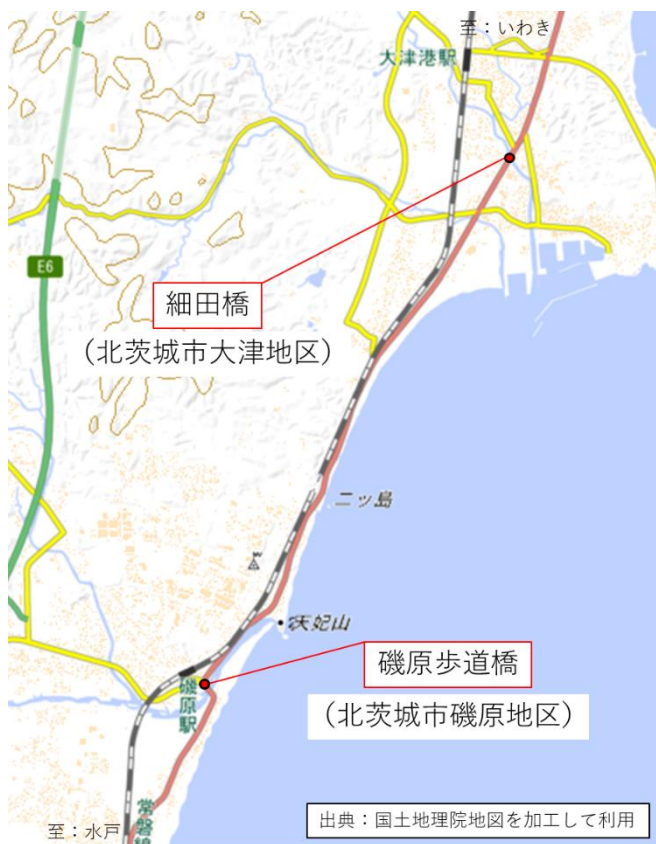 至：いわき
大津港駅
E6
細田橋
（北茨城市大津地区）
二ッ島
天妃山
磯原歩道橋
（北茨城市磯原地区）
磯原駅
常磐線
至：水戸
出典：国土地理院地図を加工して利用